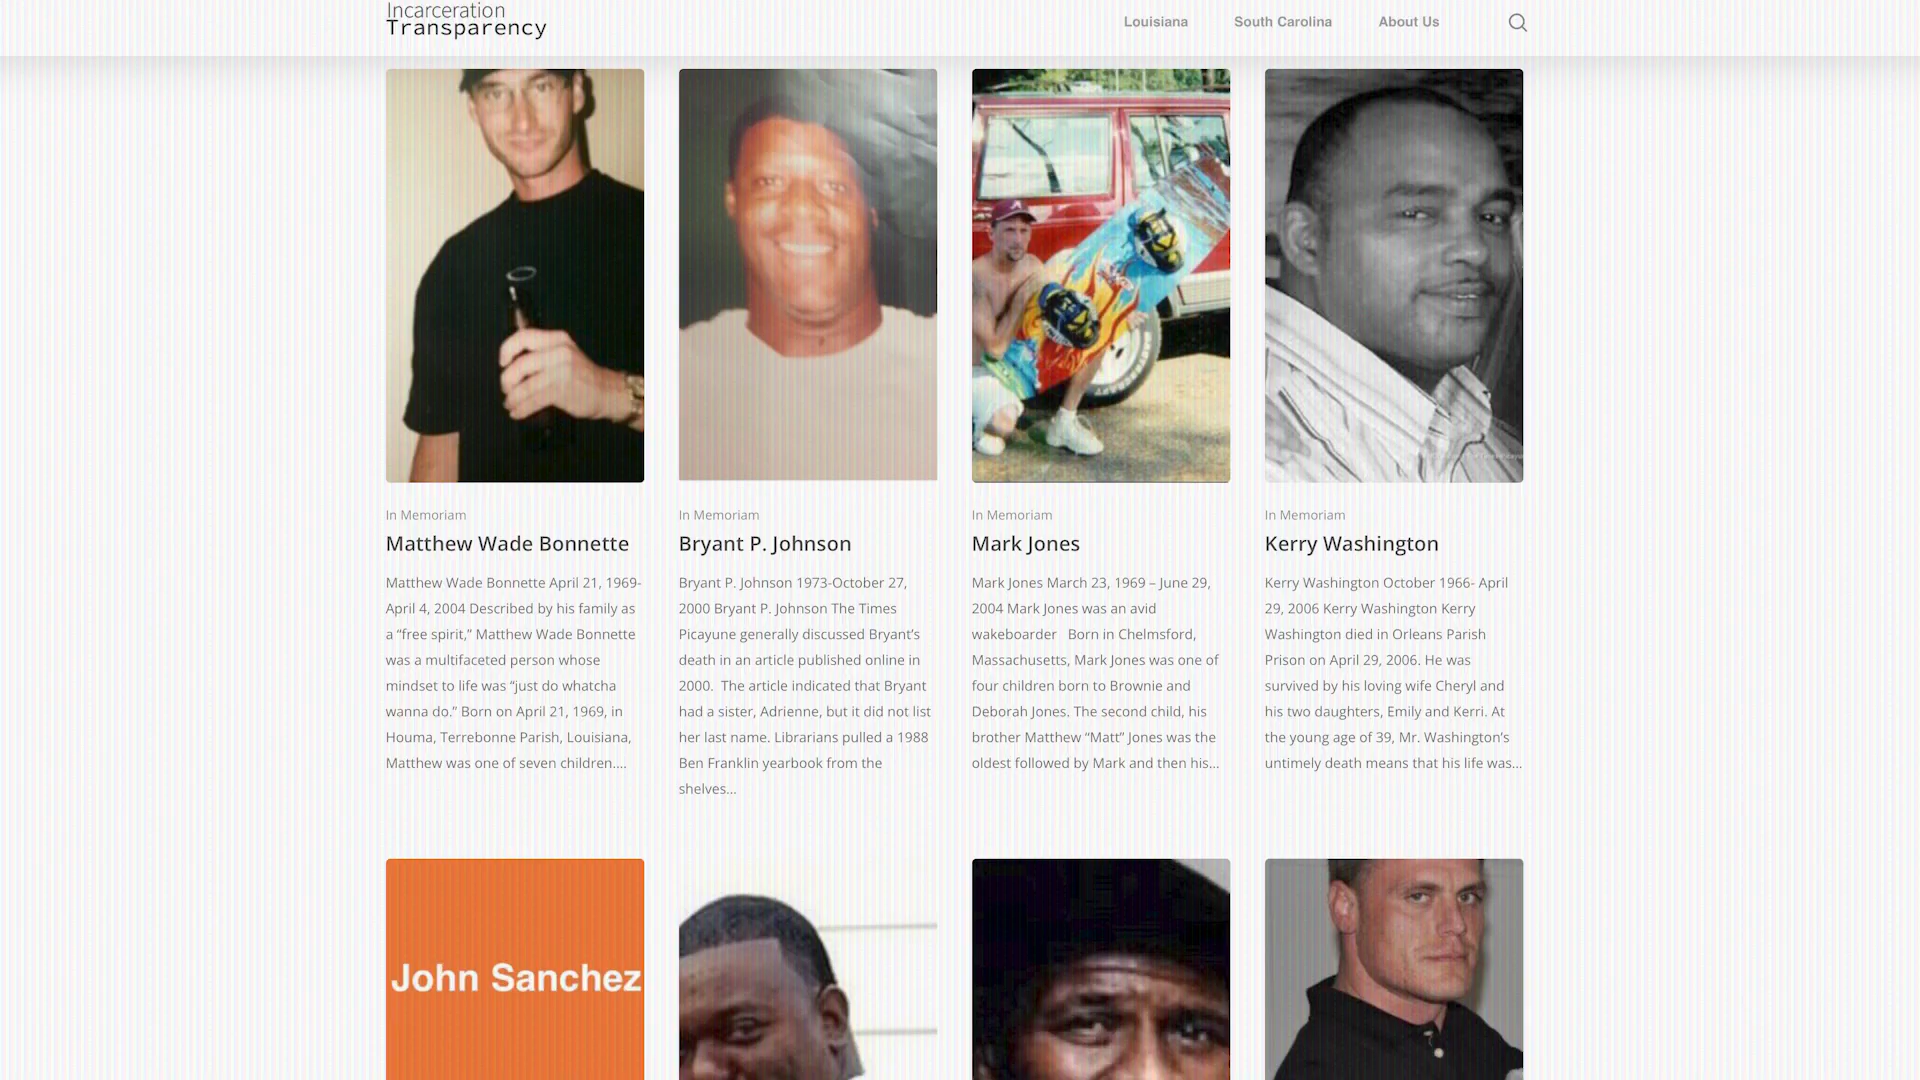 Incarceration
Transparency
Louisiana
South Carolina
About Us
In Memoriam
Matthew Wade Bonnette
Matthew Wade Bonnette April 21, 1969-
April 4, 2004 Described by his family as
a “free spirit,” Matthew Wade Bonnette
was a multifaceted person whose
mindset to life was “just do whatcha
wanna do.” Born on April 21, 1969, in
Houma, Terrebonne Parish, Louisiana,
Matthew was one of seven children....
In Memoriam
Bryant P. Johnson
Bryant P. Johnson 1973-October 27,
2000 Bryant P. Johnson The Times
Picayune generally discussed Bryant’s
death in an article published online in
2000.  The article indicated that Bryant
had a sister, Adrienne, but it did not list
her last name. Librarians pulled a 1988
Ben Franklin yearbook from the
shelves...
In Memoriam
Mark Jones
Mark Jones March 23, 1969 – June 29,
2004 Mark Jones was an avid
wakeboarder   Born in Chelmsford,
Massachusetts, Mark Jones was one of
four children born to Brownie and
Deborah Jones. The second child, his
brother Matthew “Matt” Jones was the
oldest followed by Mark and then his...
In Memoriam
Kerry Washington
Kerry Washington October 1966- April
29, 2006 Kerry Washington Kerry
Washington died in Orleans Parish
Prison on April 29, 2006. He was
survived by his loving wife Cheryl and
his two daughters, Emily and Kerri. At
the young age of 39, Mr. Washington’s
untimely death means that his life was...
John Sanchez